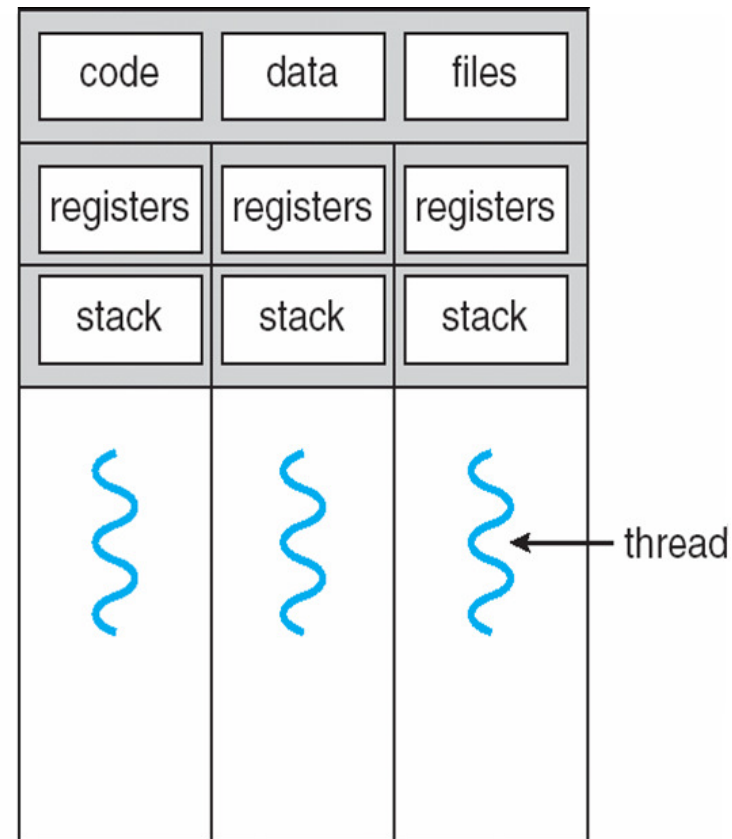 code data files
registers registers registers
stack stack stack
thread